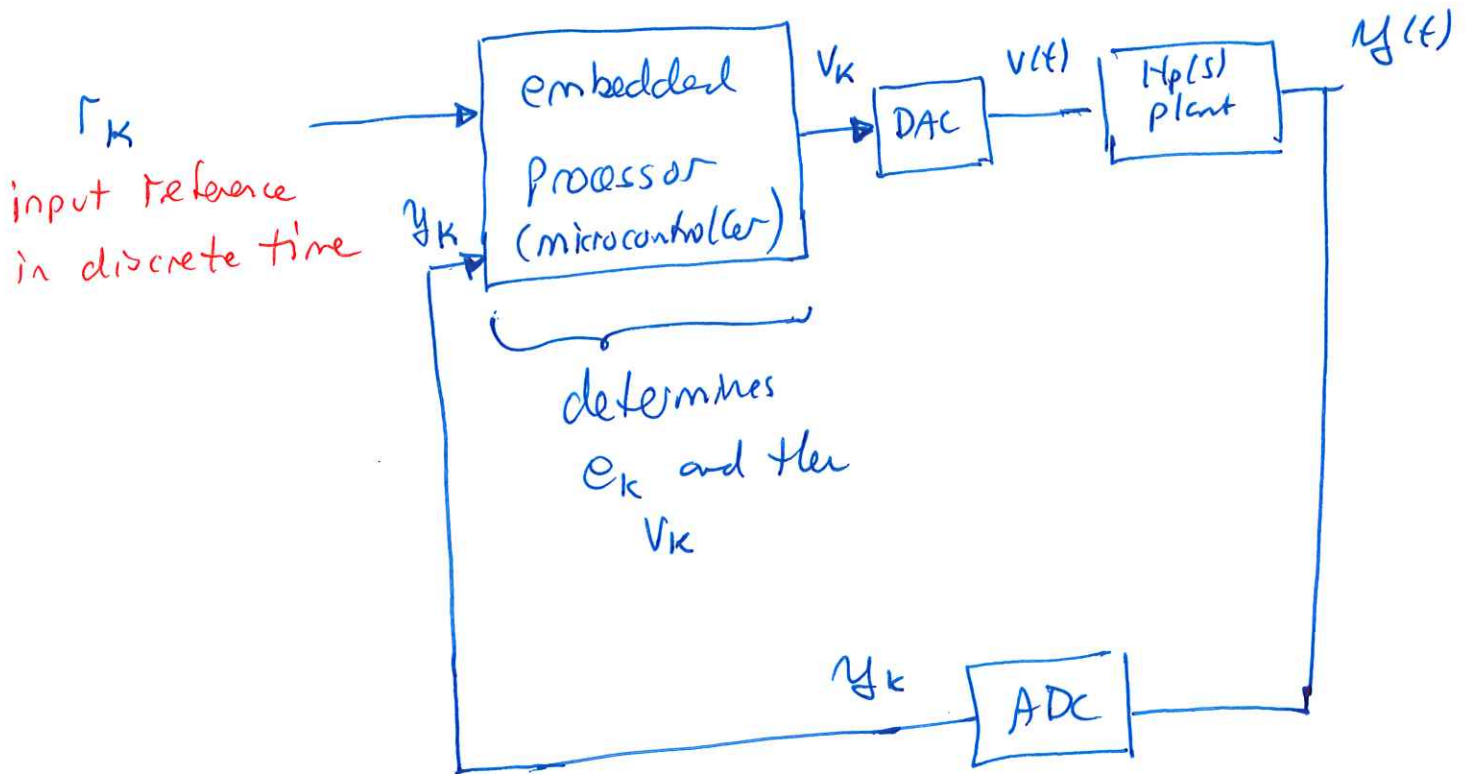 r_K
input reference
in discrete time
y_K
embedded
processor
(microcontroller)
V_K
DAC
v(t)
Hp(s)
plant
y(t)
determines
e_K and then
V_K
y_K
ADC